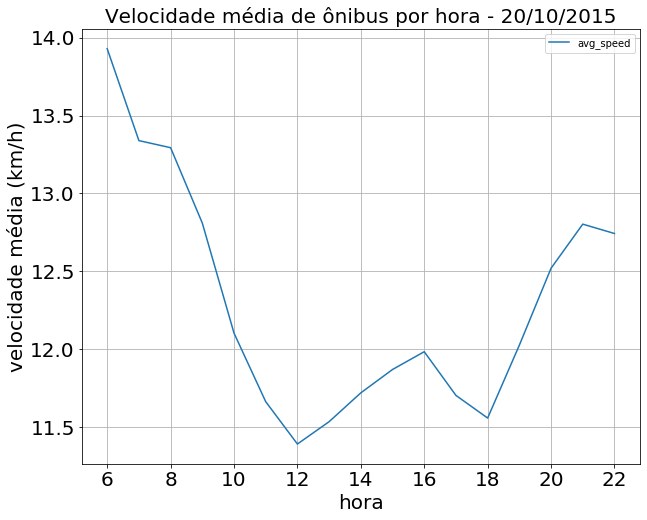 Velocidade média de ônibus por hora - 20/10/2015
avg_speed
velocidade média (km/h)
14.0
13.5
13.0
12.5
12.0
11.5
6 8 10 12 14 16 18 20 22
hora